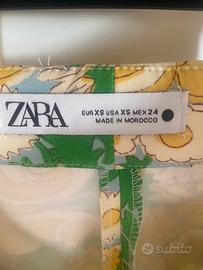 ZARA
EUR XS USA XS MEX 24
MADE IN MOROCCO
subito